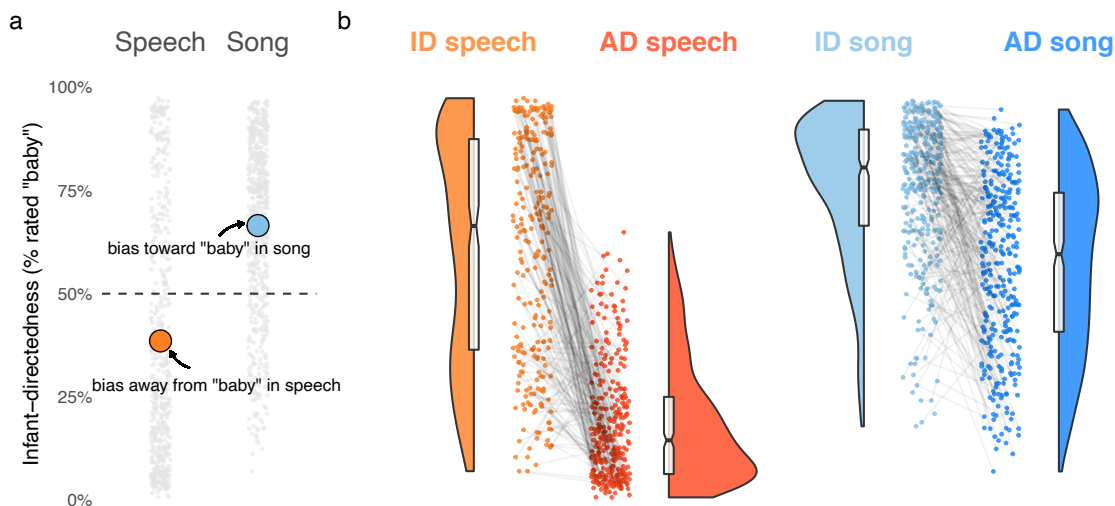 a
b
Speech Song
ID speech AD speech ID song AD song
Infant–directedness (% rated "baby")
100%
75%
bias toward "baby" in song
50%
bias away from "baby" in speech
25%
0%